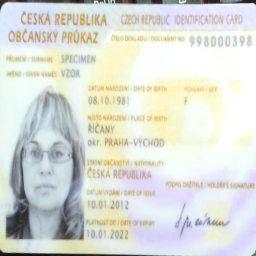 ČESKÁ REPUBLIKA CZECH REPUBLIC IDENTIFICATION CARD
OBČANSKÝ PRŮKAZ ČÍSLO DOKLADU / DOCUMENT NO 998000398
PŘÍJMENÍ / SURNAME SPECIMEN
JMÉNO / GIVEN NAMES VZOR
DATUM NAROZENÍ / DATE OF BIRTH POHLAVÍ / SEX
08.10.1981 F
MÍSTO NAROZENÍ / PLACE OF BIRTH
ŘÍČANY
okr. PRAHA-VÝCHOD
STÁTNÍ OBČANSTVÍ / NATIONALITY
ČESKÁ REPUBLIKA
PODPIS DRŽITELE / HOLDER'S SIGNATURE
DATUM VYDÁNÍ / DATE OF ISSUE
10.01.2012
PLATNOST DO / DATE OF EXPIRY
10.01.2022 Specimen